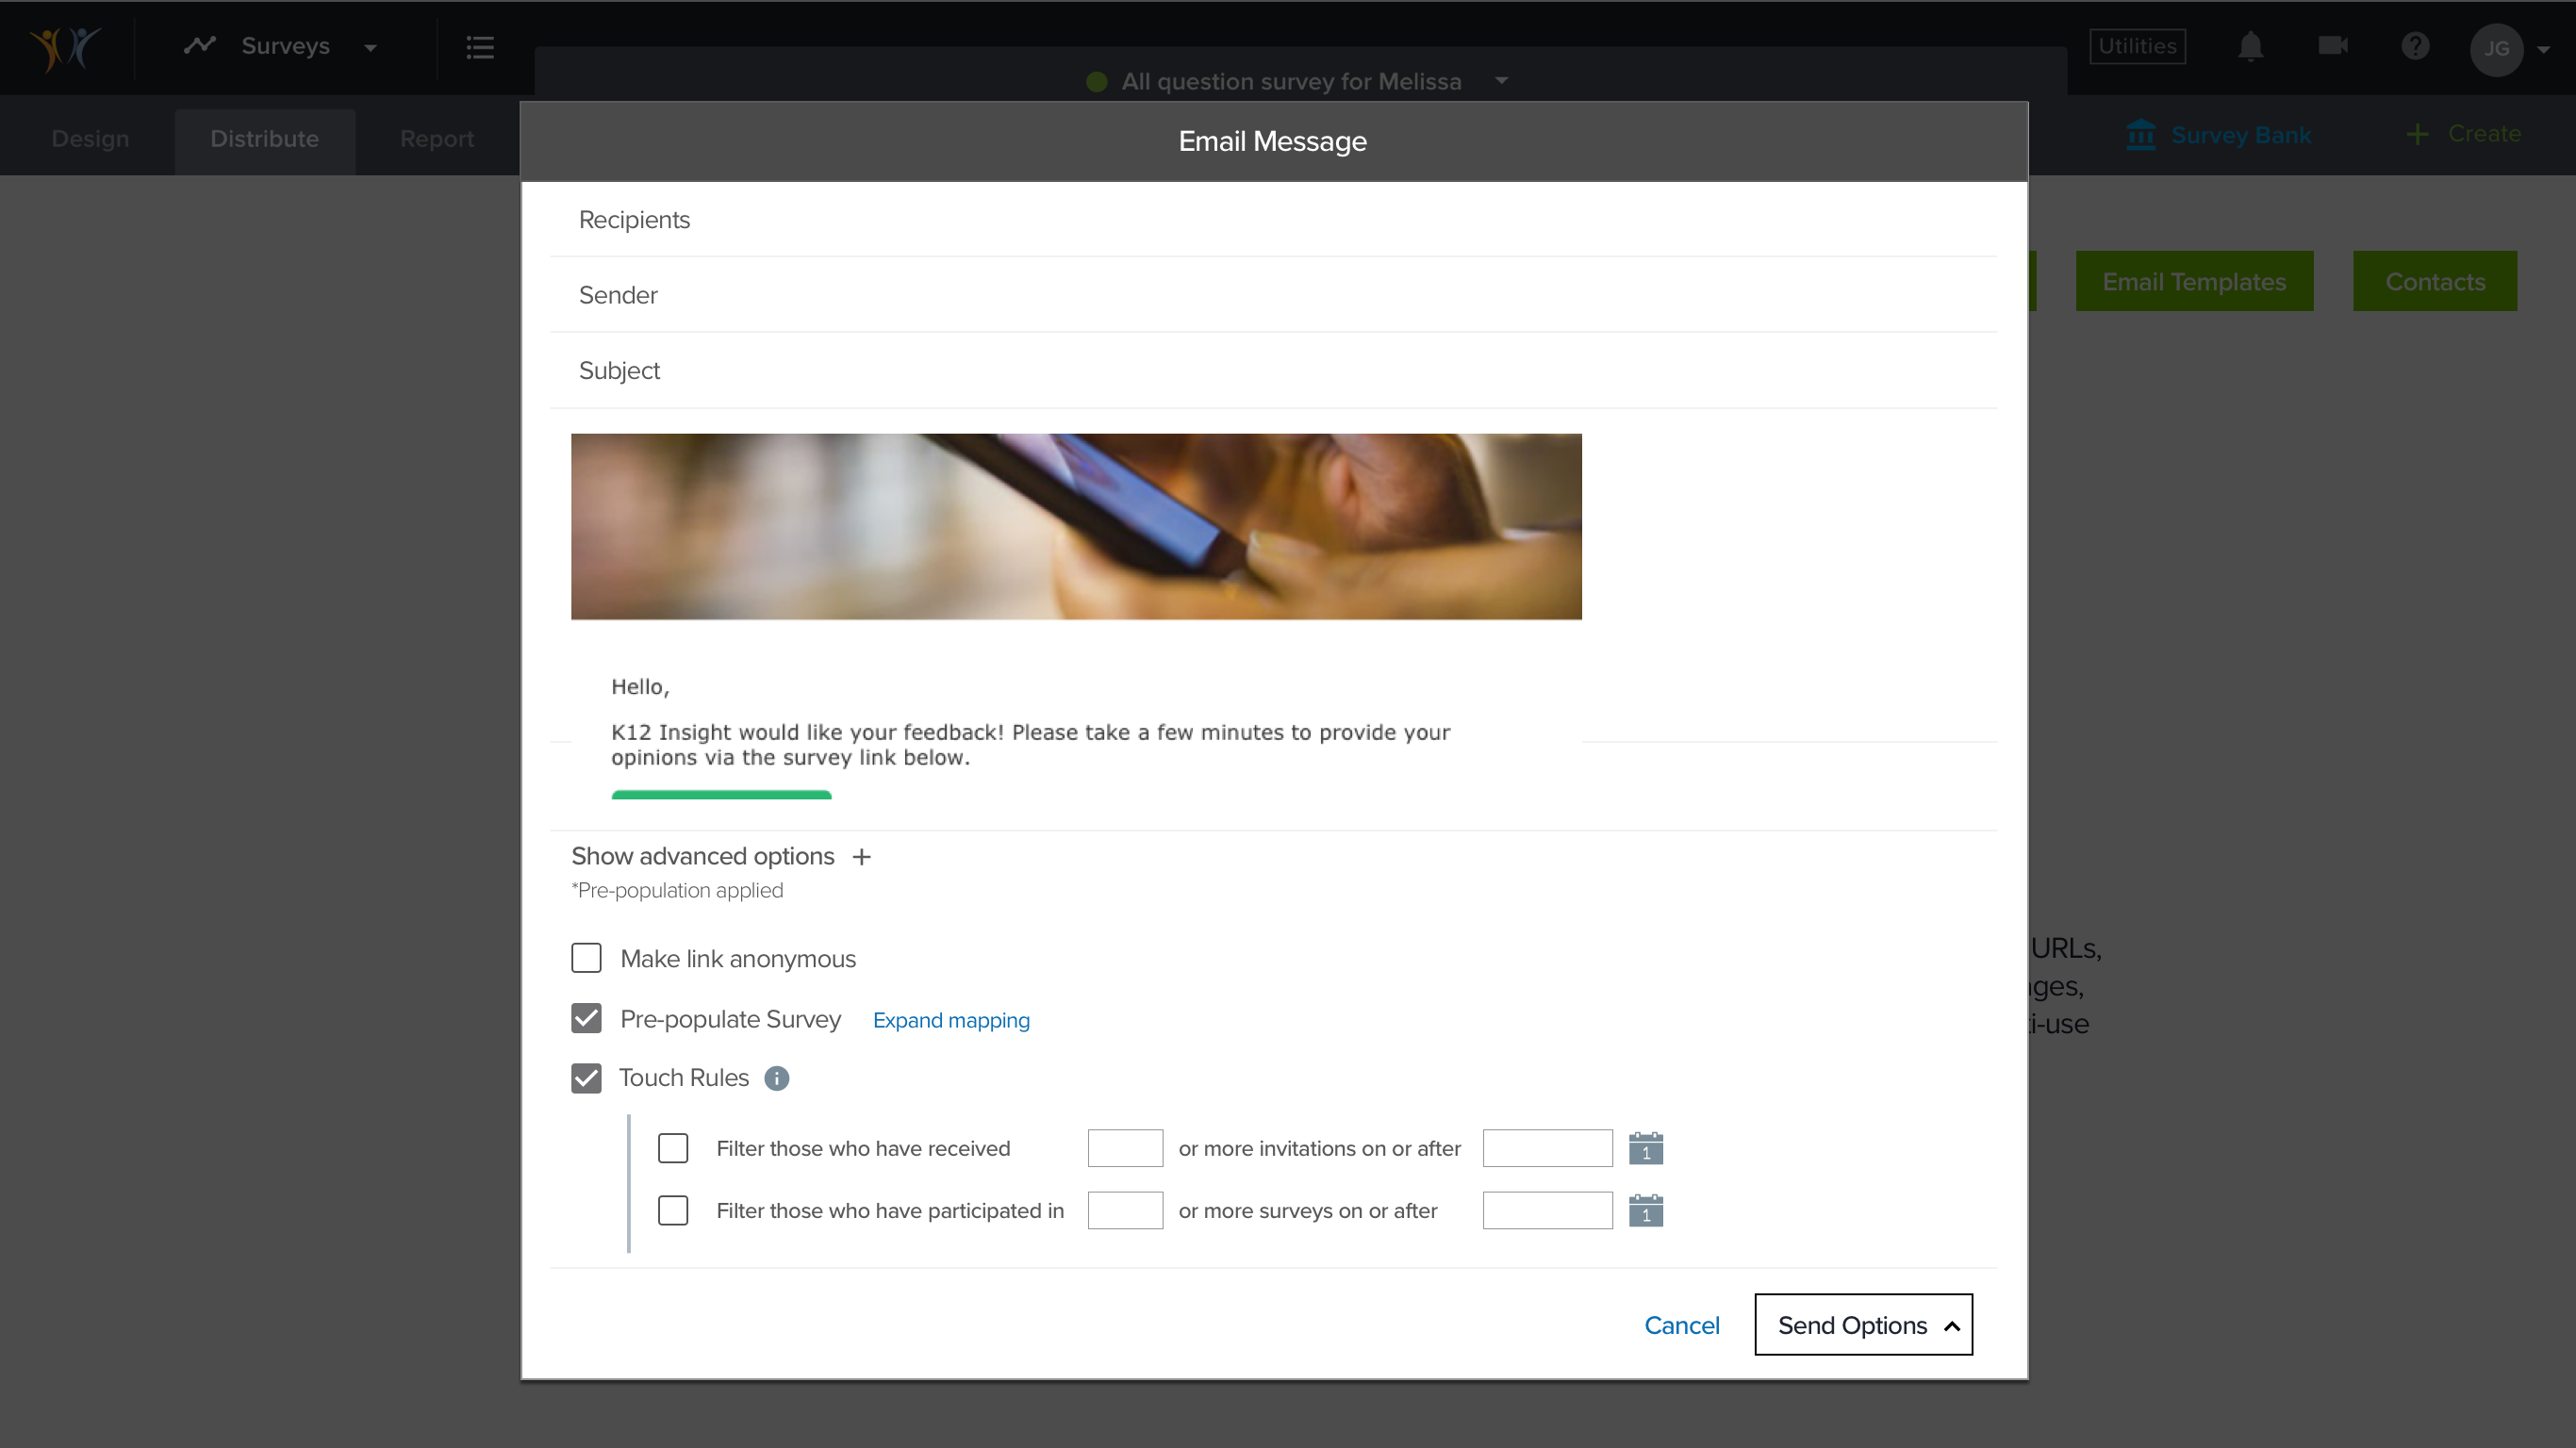 Surveys
All question survey for Melissa
Utilities
JG
Design
Distribute
Report
Survey Bank
Create
Email Message
Recipients
Sender
Subject
Email Templates
Contacts
Hello,
K12 Insight would like your feedback! Please take a few minutes to provide your
opinions via the survey link below.
Show advanced options +
*Pre-population applied
Make link anonymous
URLs,
Pre-populate Survey Expand mapping
ti-use
Touch Rules
Filter those who have received or more invitations on or after
1
Filter those who have participated in or more surveys on or after
1
Cancel
Send Options